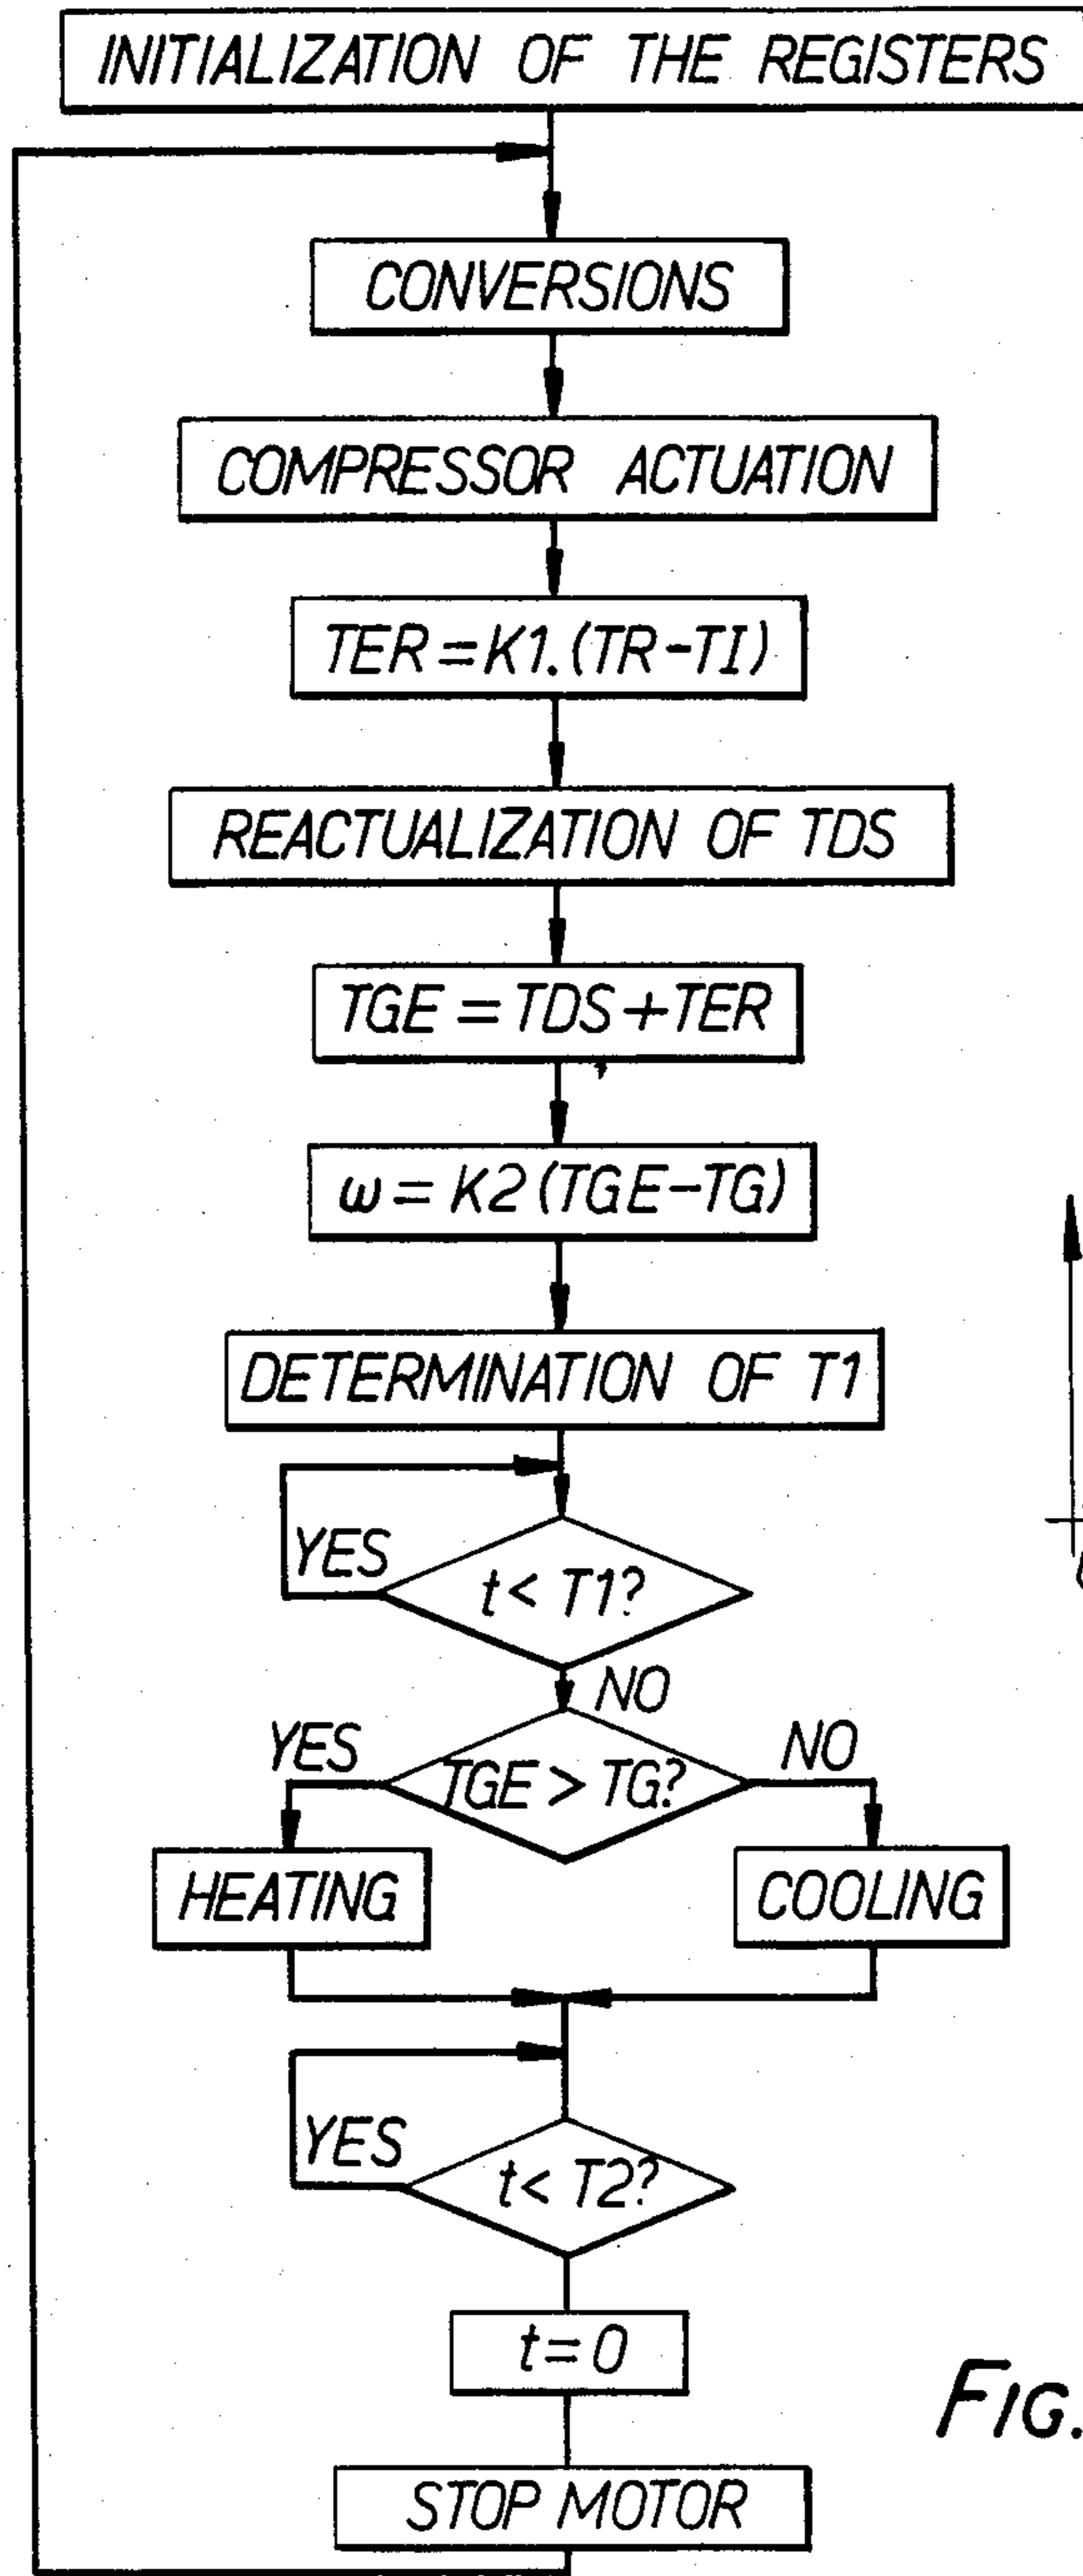 INITIALIZATION OF THE REGISTERS
CONVERSIONS
COMPRESSOR ACTUATION
TER=K1.(TR-TI)
REACTUALIZATION OF TDS
TGE=TDS+TER
ω=K2(TGE-TG)
DETERMINATION OF T1
YES
t< T1?
NO
YES
TGE > TG?
NO
HEATING
COOLING
YES
t< T2?
t=0
FIG.
STOP MOTOR